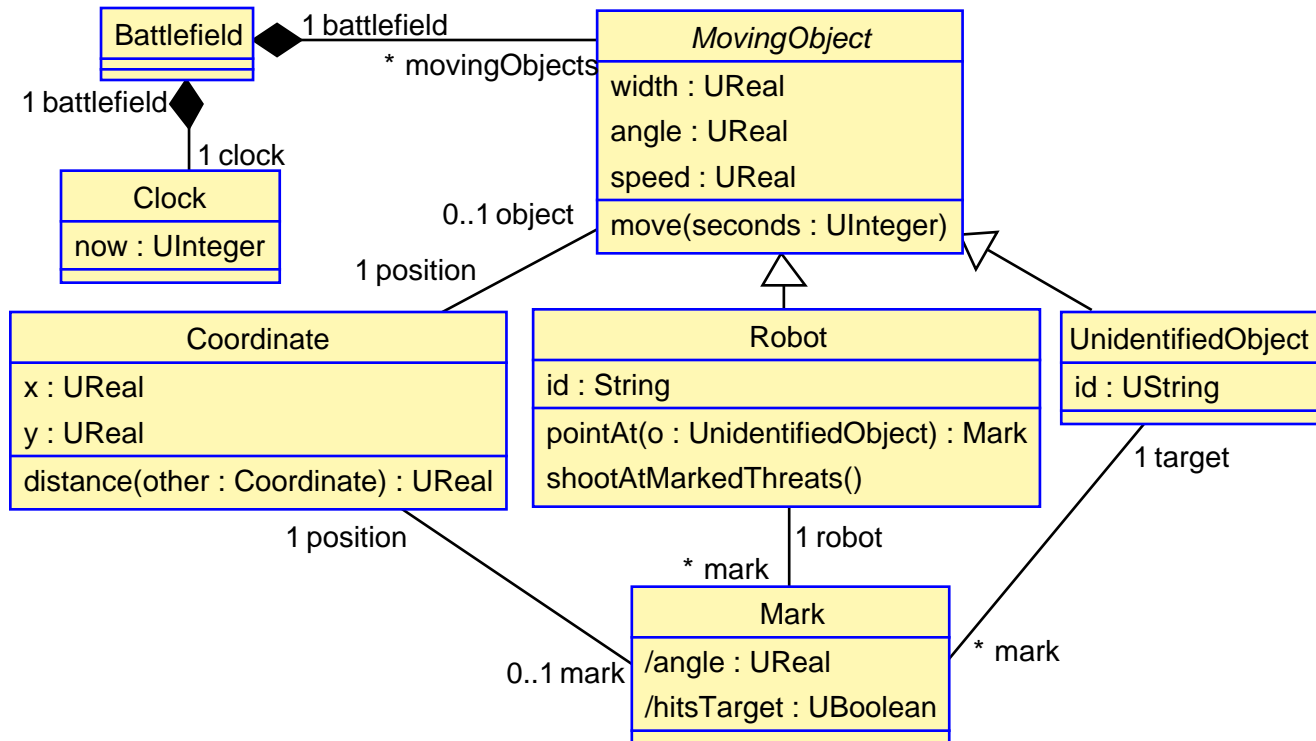 Battlefield
1 battlefield
* movingObjects
1 battlefield
1 clock
Clock
now : UInteger
MovingObject
width : UReal
angle : UReal
speed : UReal
move(seconds : UInteger)
0..1 object
1 position
Coordinate
x : UReal
y : UReal
distance(other : Coordinate) : UReal
Robot
id : String
pointAt(o : UnidentifiedObject) : Mark
shootAtMarkedThreats()
UnidentifiedObject
id : UString
1 target
1 position
1 robot
* mark
Mark
/angle : UReal
/hitsTarget : UBoolean
0..1 mark
* mark